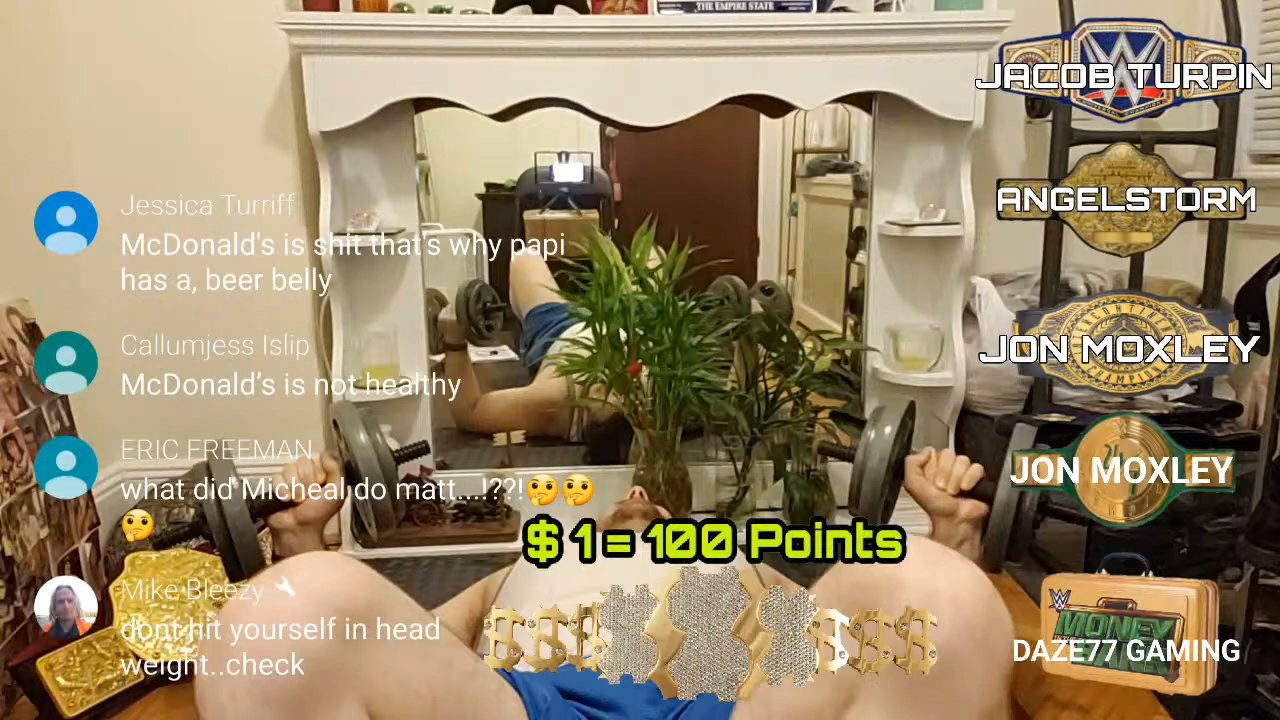 THE EMPIRE STATE
JACOB TURPIN
ANGELSTORM
JON MOXLEY
JON MOXLEY
DAZE77 GAMING
Jessica Turriff
McDonald's is shit that's why papi
has a, beer belly
Callumjess Islip
McDonald's is not healthy
ERIC FREEMAN
what did Micheal do matt...!??!🤔🤔
🤔
Mike Bleezy
dont hit yourself in head
weight..check
$ 1 = 100 Points
W
MONEY
CHAMPION